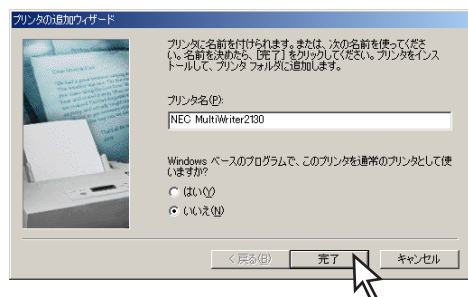 プリンタの追加ウィザード
プリンタに名前を付けられます。または、次の名前を使ってくださ
い。名前を決めたら、[完了] をクリックしてください。プリンタをインス
トールして、プリンタ フォルダに追加します。
プリンタ名(P):
NEC MultiWriter2130
Windows ベースのプログラムで、このプリンタを通常のプリンタとして使
いますか?
はい(Y)
いいえ(N)
< 戻る(B)
完了
キャンセル